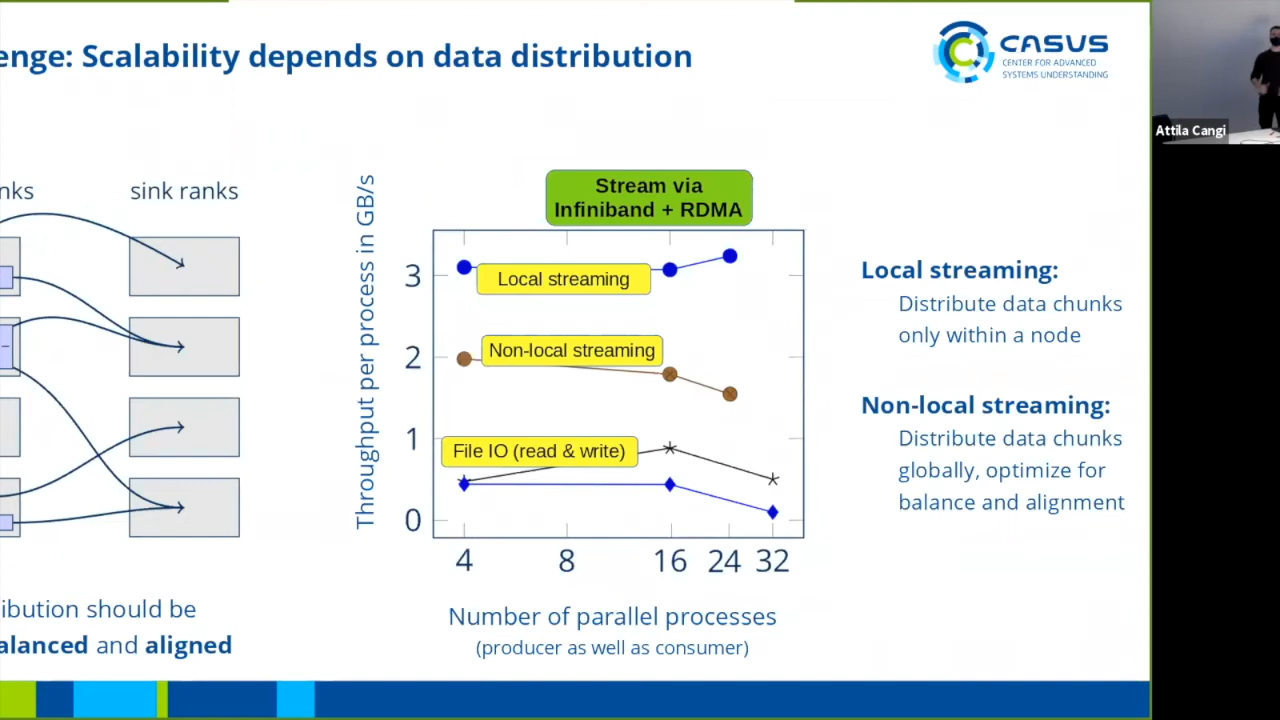 enge: Scalability depends on data distribution
CASUS
CENTER FOR ADVANCED
SYSTEMS UNDERSTANDING
Attila Cangi
nks
sink ranks
ibution should be
alanced and aligned
Throughput per process in GB/s
Stream via
Infiniband + RDMA
3
2
1
0
Local streaming
Non-local streaming
File IO (read & write)
4 8 16 24 32
Number of parallel processes
(producer as well as consumer)
Local streaming:
Distribute data chunks
only within a node
Non-local streaming:
Distribute data chunks
globally, optimize for
balance and alignment